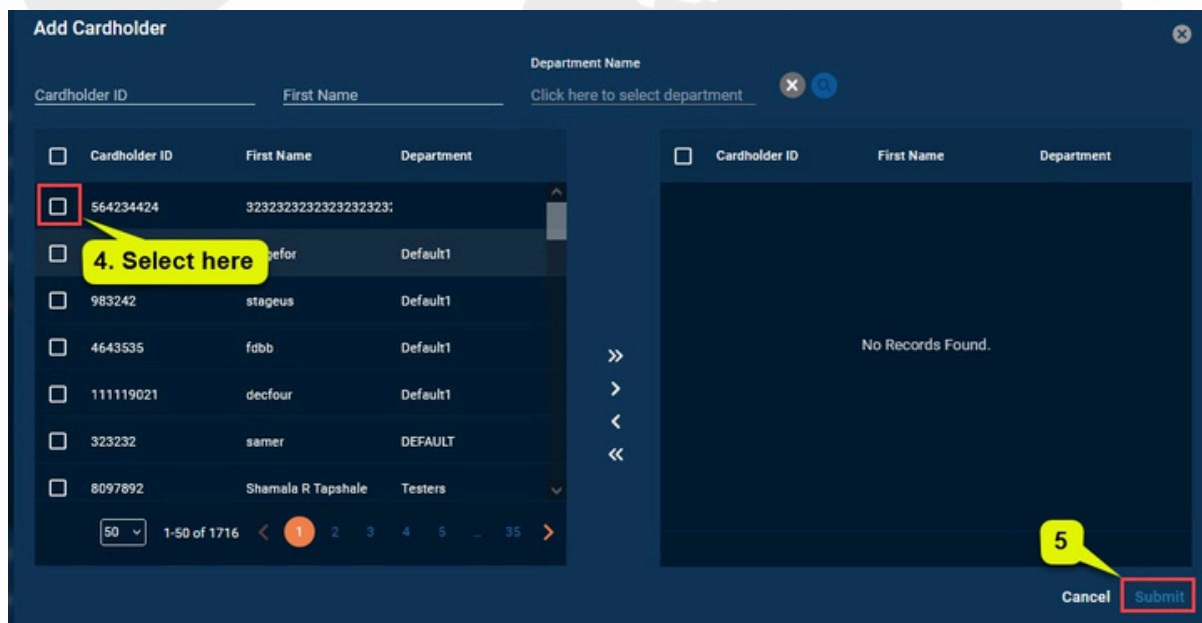 Add Cardholder
Department Name
Cardholder ID First Name Click here to select department
Cardholder ID First Name Department
564234424 3232323232323232323
4. Select here
gefor Default1
983242 stageus Default1
4643535 fdbb Default1
111119021 decfour Default1
323232 samer DEFAULT
8097892 Shamala R Tapshale Testers
50 1-50 of 1716 1 2 3 4 5 ... 35
» 
>
<
«
Cardholder ID First Name Department
No Records Found.
5
Cancel Submit